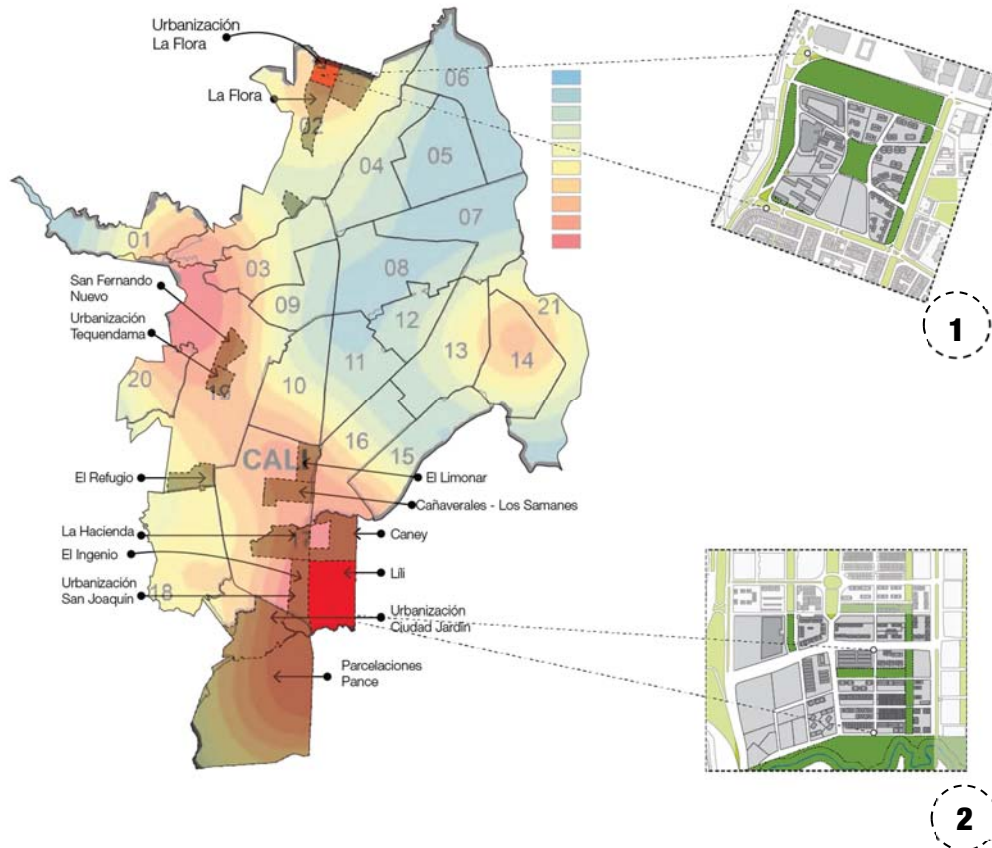 Urbanización
La Flora
La Flora
06
02
04
05
07
01
03
08
San Fernando
Nuevo
Urbanización
Tequendama
09
12
21
13
14
11
20
19
10
16
CALI
15
El Refugio
El Limonar
Cañaverales - Los Samanes
La Hacienda
17
Caney
El Ingenio
Lili
Urbanización
San Joaquín
18
Urbanización
Ciudad Jardín
Parcelaciones
Pance
1
2